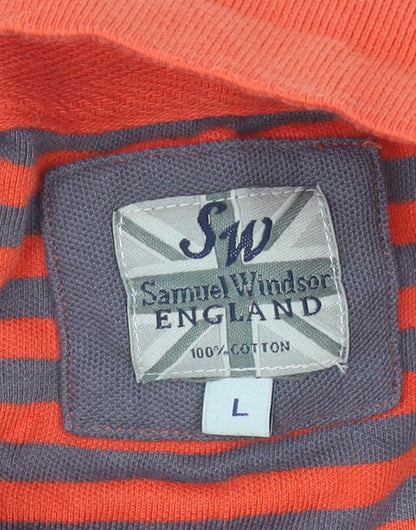 SW
Samuel Windsor
ENGLAND
100% COTTON
L